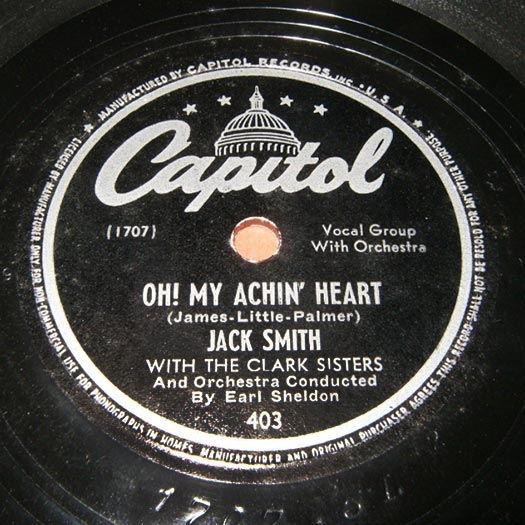 MANUFACTURED BY CAPITOL RECORDS INC. • U. S. A.
Capitol
(1707)
Vocal Group
With Orchestra
OH! MY ACHIN' HEART
(James-Little-Palmer)
JACK SMITH
WITH THE CLARK SISTERS
And Orchestra Conducted
By Earl Sheldon
403
LICENSED BY MANUFACTURER ONLY FOR NON-COMMERCIAL USE FOR PHONOGRAPHS IN HOMES. MANUFACTURER AND ORIGINAL PURCHASER AGREES THIS RECORD SHALL NOT BE RESOLD FOR ANY OTHER PURPOSE.